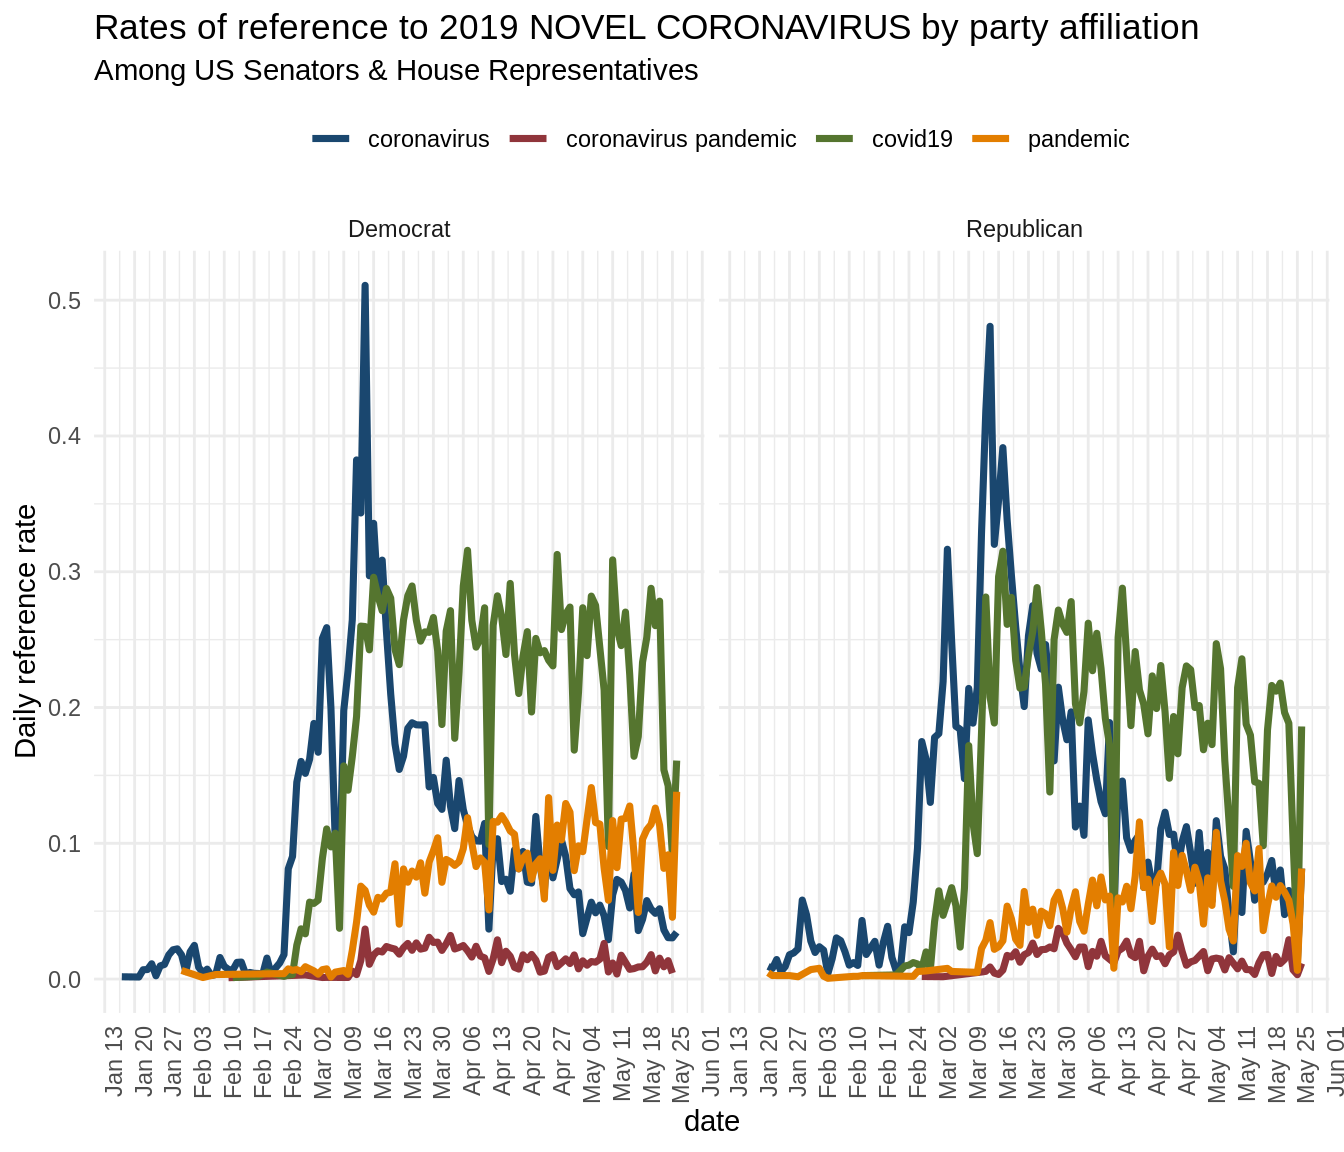 Rates of reference to 2019 NOVEL CORONAVIRUS by party affiliation
Among US Senators & House Representatives
coronavirus coronavirus pandemic covid19 pandemic
Democrat Republican
Daily reference rate
0.5
0.4
0.3
0.2
0.1
0.0
Jan 13 Jan 20 Jan 27 Feb 03 Feb 10 Feb 17 Feb 24 Mar 02 Mar 09 Mar 16 Mar 23 Mar 30 Apr 06 Apr 13 Apr 20 Apr 27 May 04 May 11 May 18 May 25 Jun 01 Jan 13 Jan 20 Jan 27 Feb 03 Feb 10 Feb 17 Feb 24 Mar 02 Mar 09 Mar 16 Mar 23 Mar 30 Apr 06 Apr 13 Apr 20 Apr 27 May 04 May 11 May 18 May 25 Jun 01
date